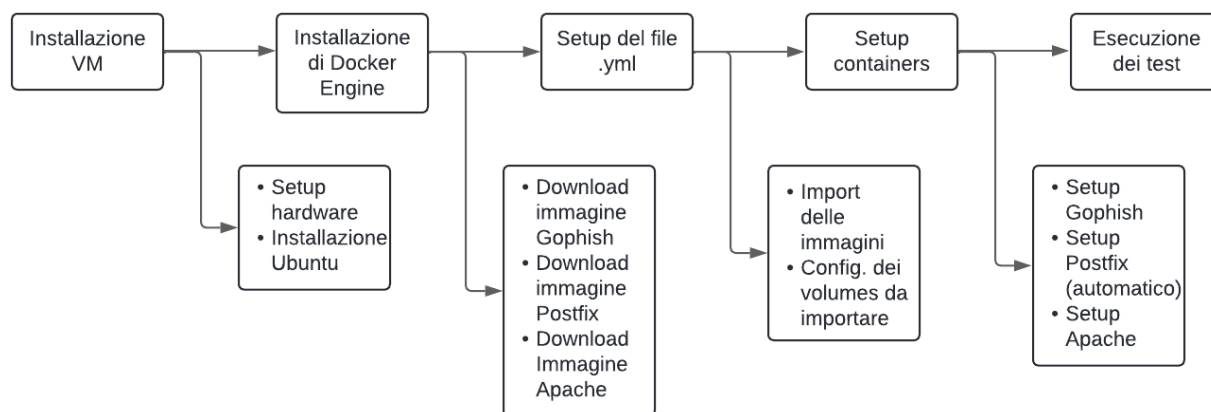 Installazione
VM
Installazione
di Docker
Engine
Setup del file
.yml
Setup
containers
Esecuzione
dei test
• Setup
hardware
• Installazione
Ubuntu
• Download
immagine
Gophish
• Download
immagine
Postfix
• Download
Immagine
Apache
• Import
delle
immagini
• Config. dei
volumes da
importare
• Setup
Gophish
• Setup
Postfix
(automatico)
• Setup
Apache